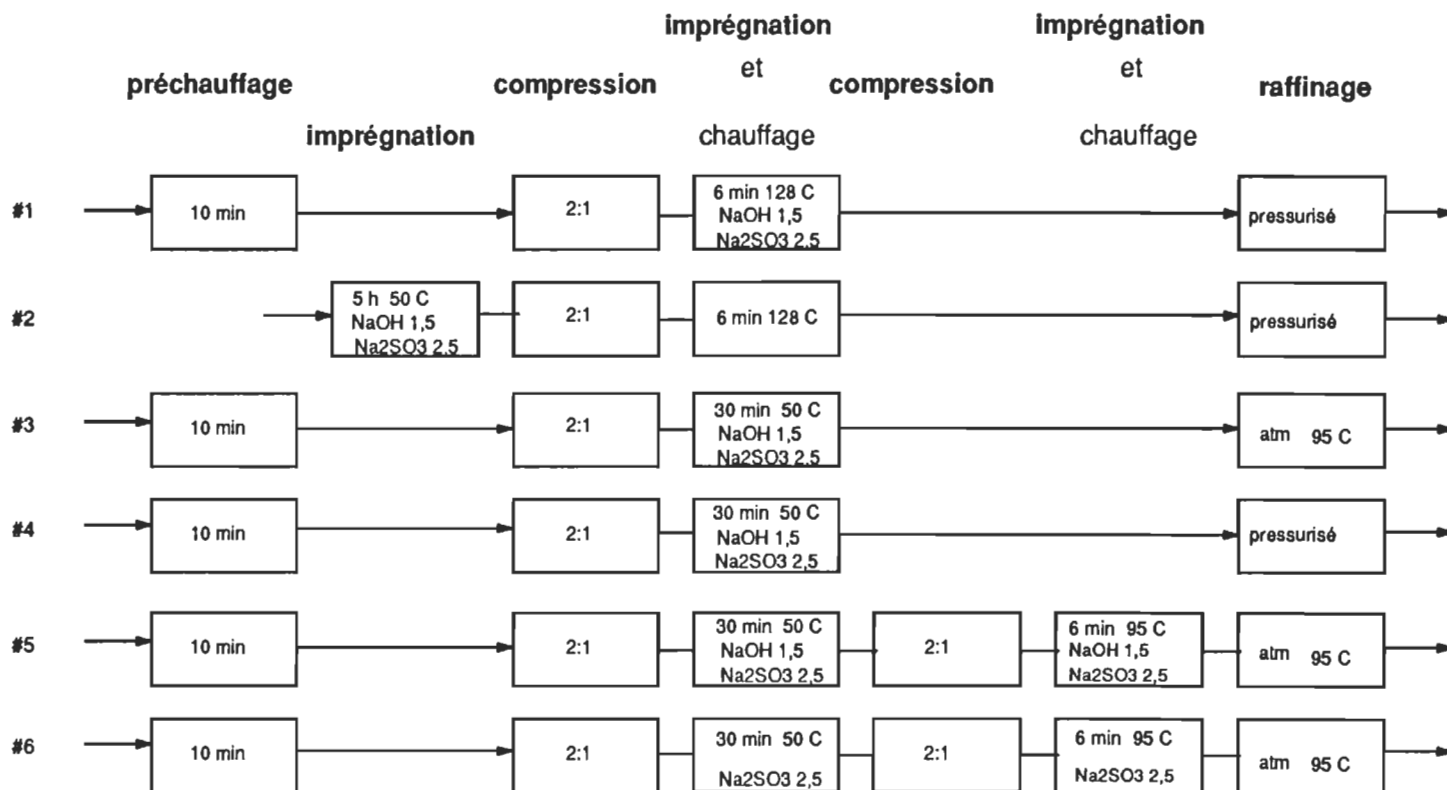 imprégnation
et
chauffage
imprégnation
et
chauffage
préchauffage
compression
compression
raffinage
imprégnation
#1
10 min
2:1
6 min 128 C
NaOH 1,5
Na2SO3 2.5
pressurisé
#2
5 h 50 C
NaOH 1,5
Na2SO3 2.5
2:1
6 min 128 C
pressurisé
#3
10 min
2:1
30 min 50 C
NaOH 1,5
Na2SO3 2.5
atm 95 C
#4
10 min
2:1
30 min 50 C
NaOH 1,5
Na2SO3 2,5
pressurisé
#5
10 min
2:1
30 min 50 C
NaOH 1,5
Na2SO3 2,5
2:1
6 min 95 C
NaOH 1,5
Na2SO3 2,5
atm 95 C
#6
10 min
2:1
30 min 50 C
Na2SO3 2,5
2:1
6 min 95 C
Na2SO3 2,5
atm 95 C